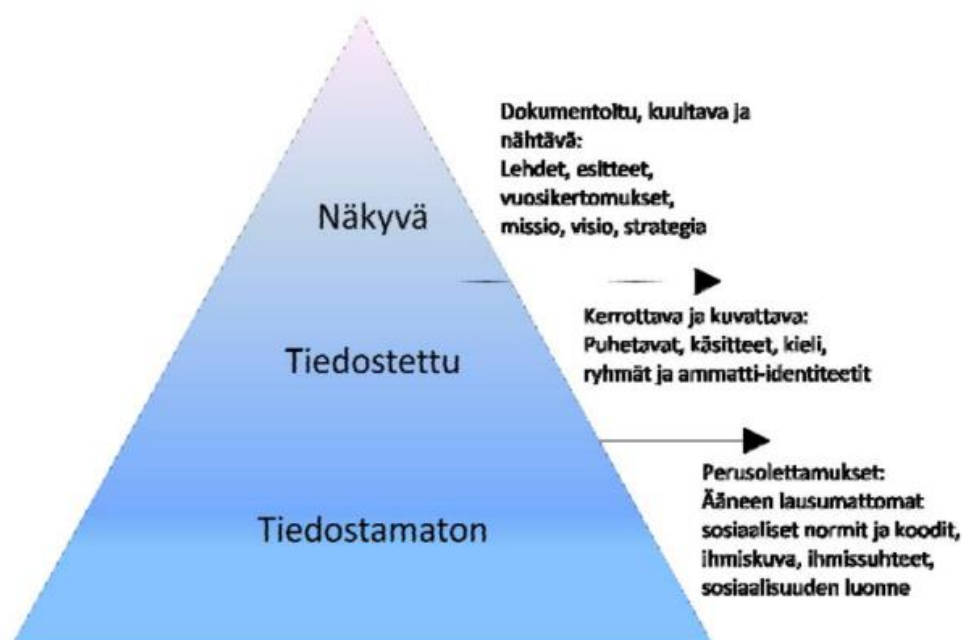 Dokumentoitu, kuultava ja
nähtävä:
Lehdet, esitteet,
vuosikertomukset,
missio, visio, strategia
Näkyvä
Kerrottava ja kuvattava:
Puhetavat, käsitteet, kieli,
ryhmät ja ammatti-identiteetit
Tiedostettu
Perusolettamukset:
Ääneen lausumattomat
sosiaaliset normit ja koodit,
ihmiskuva, ihmissuhteet,
sosiaalisuuden luonne
Tiedostamaton